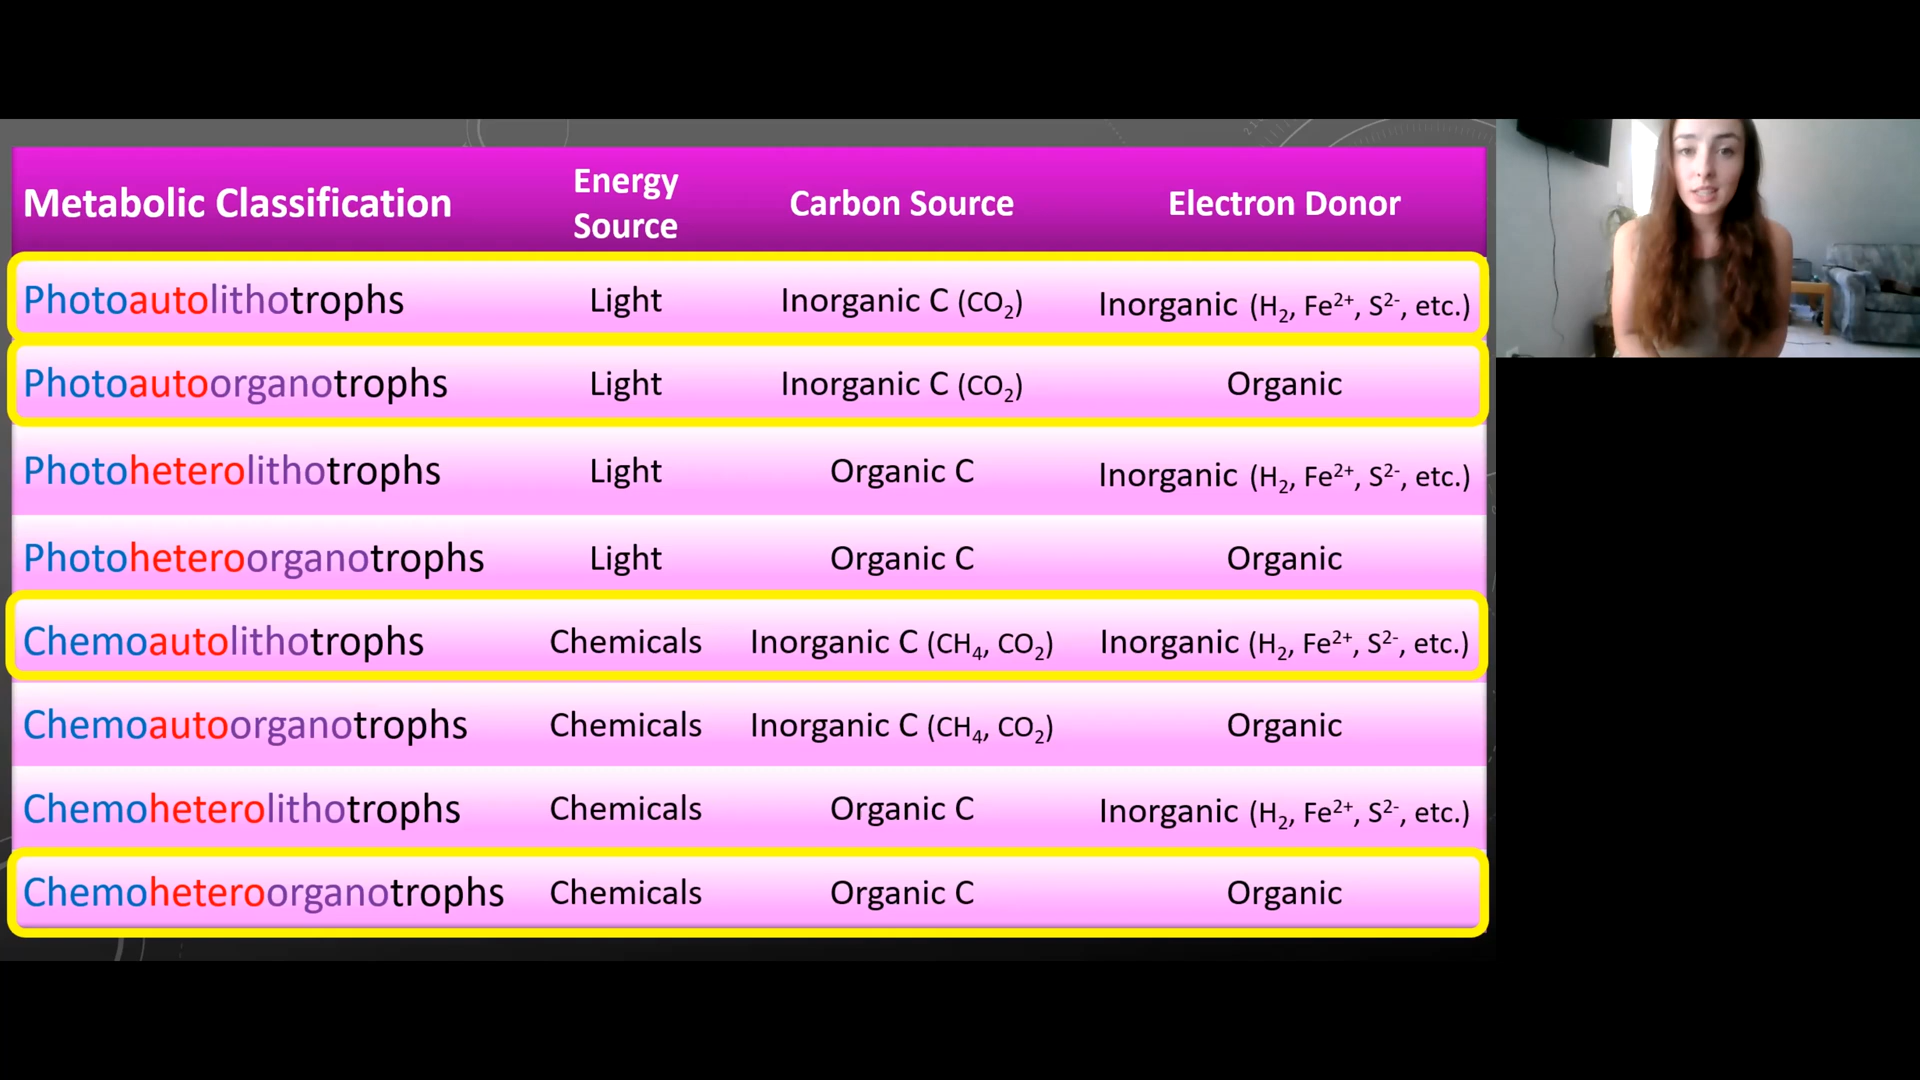 Metabolic Classification Energy Source Carbon Source Electron Donor
Photoautolithotrophs Light Inorganic C (CO₂) Inorganic (H₂, Fe²⁺, S²⁻, etc.)
Photoautoorganotrophs Light Inorganic C (CO₂) Organic
Photoheterolithotrophs Light Organic C Inorganic (H₂, Fe²⁺, S²⁻, etc.)
Photoheteroorganotrophs Light Organic C Organic
Chemoautolithotrophs Chemicals Inorganic C (CH₄, CO₂) Inorganic (H₂, Fe²⁺, S²⁻, etc.)
Chemoautoorganotrophs Chemicals Inorganic C (CH₄, CO₂) Organic
Chemoheterolithotrophs Chemicals Organic C Inorganic (H₂, Fe²⁺, S²⁻, etc.)
Chemoheteroorganotrophs Chemicals Organic C Organic